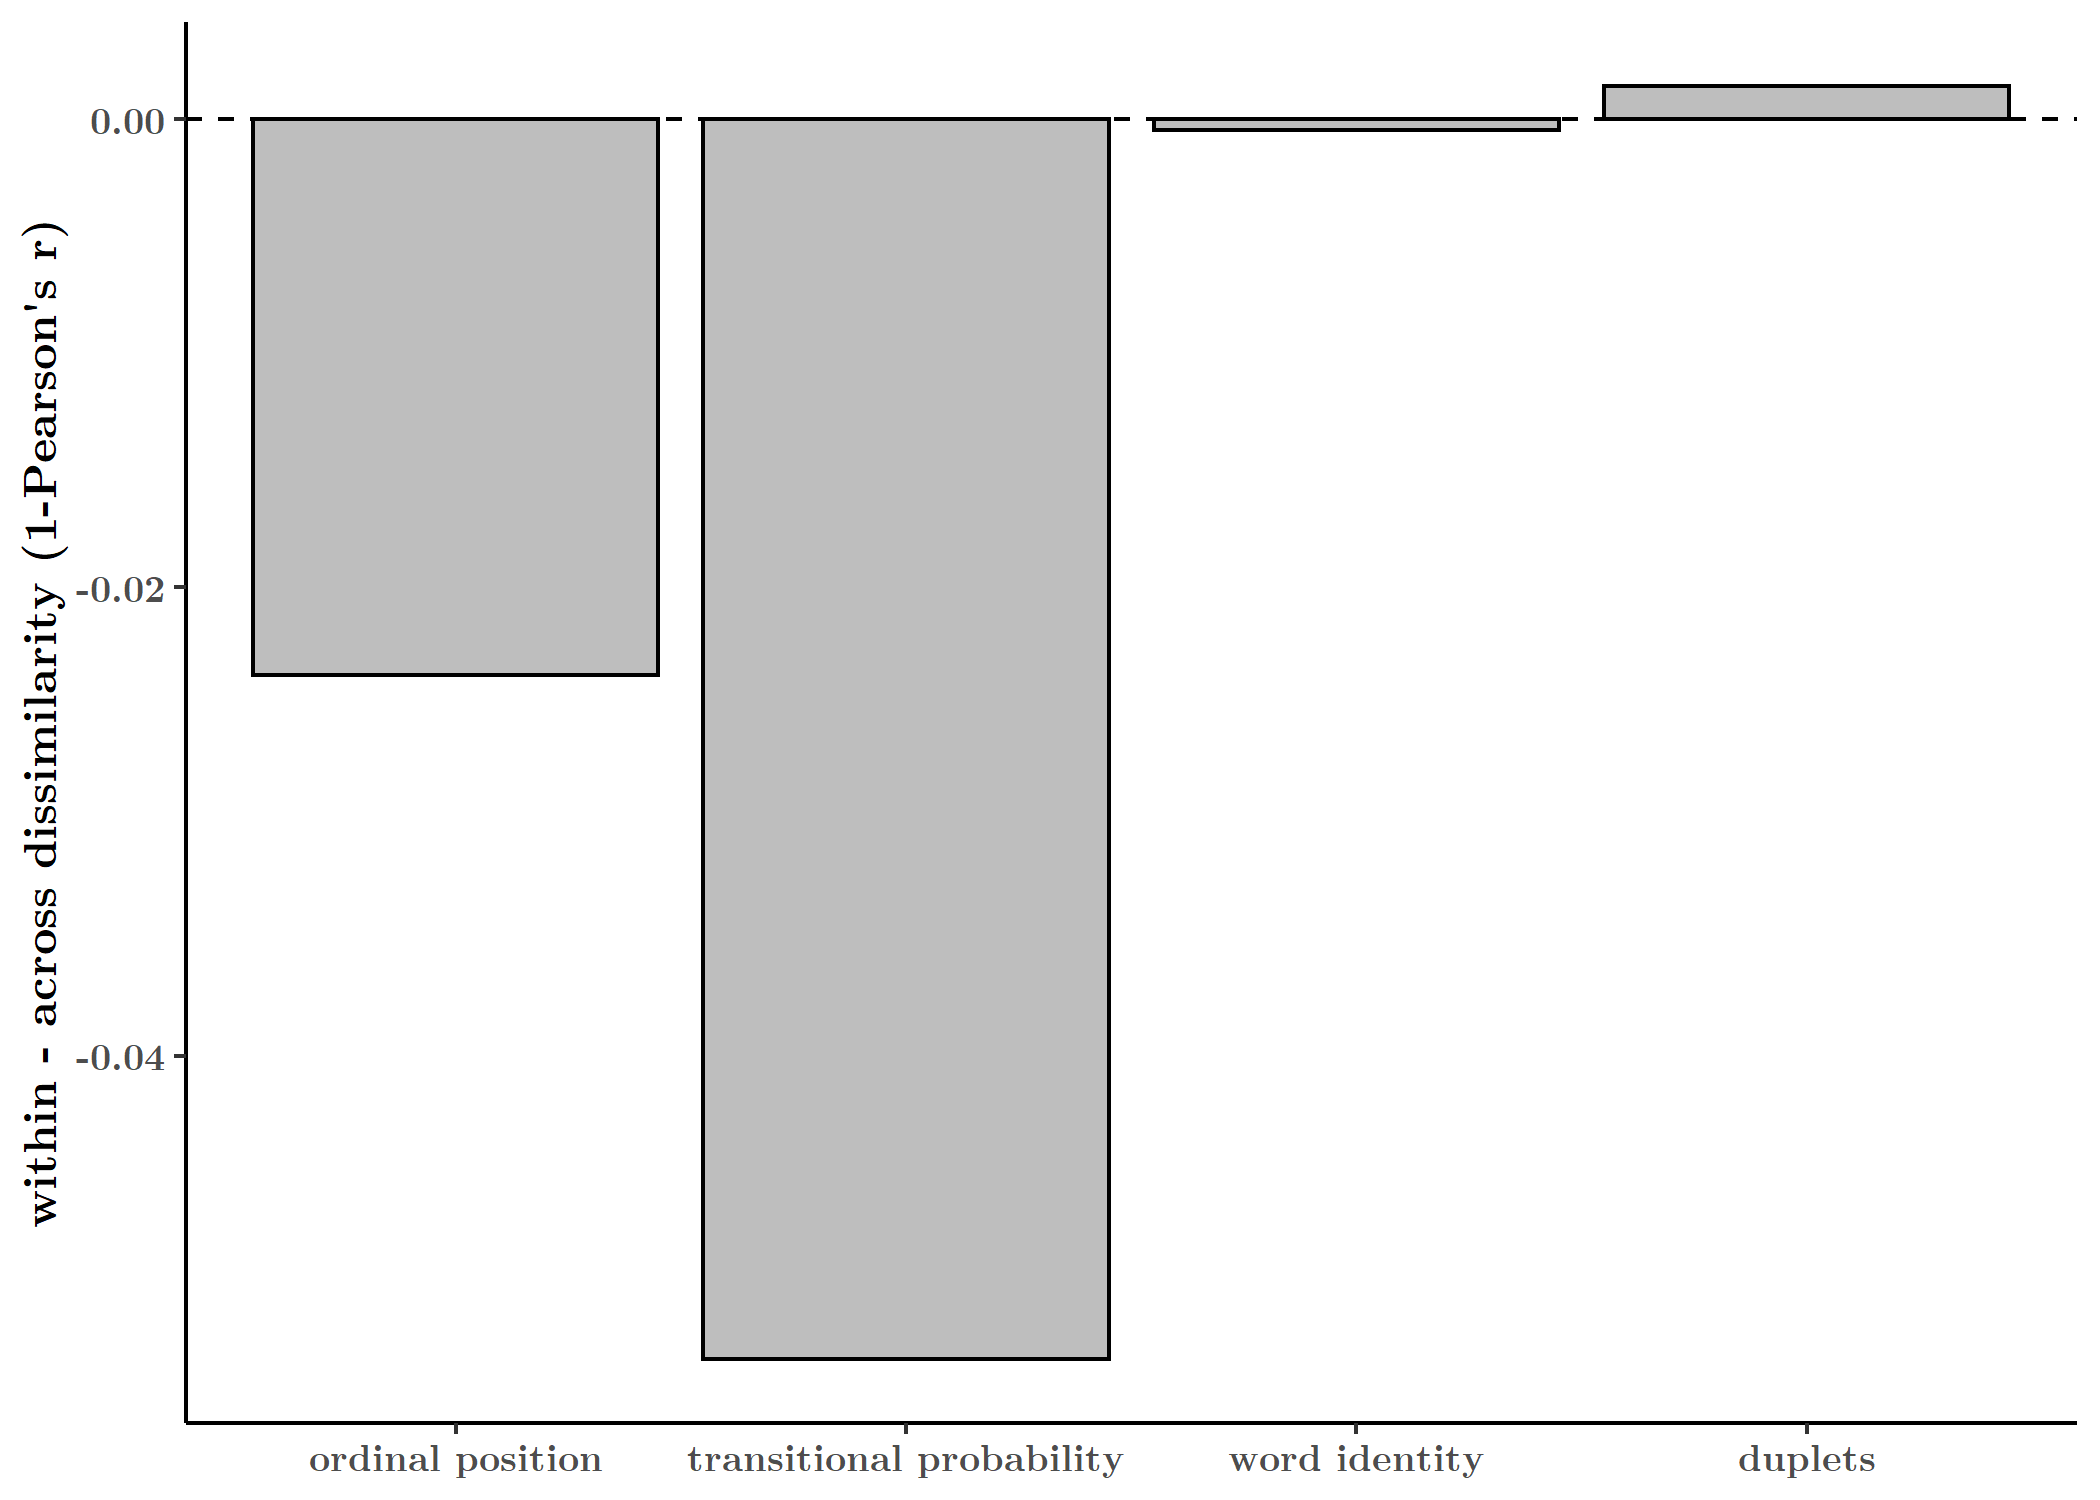 within - across dissimilarity (1-Pearson's r)
0.00
-0.02
-0.04
ordinal position
transitional probability
word identity
duplets